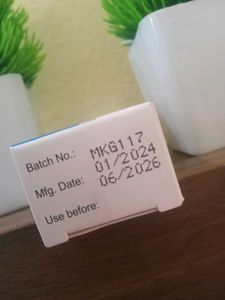 Batch No.: MKG117
Mfg. Date: 01/2024
Use before: 06/2026